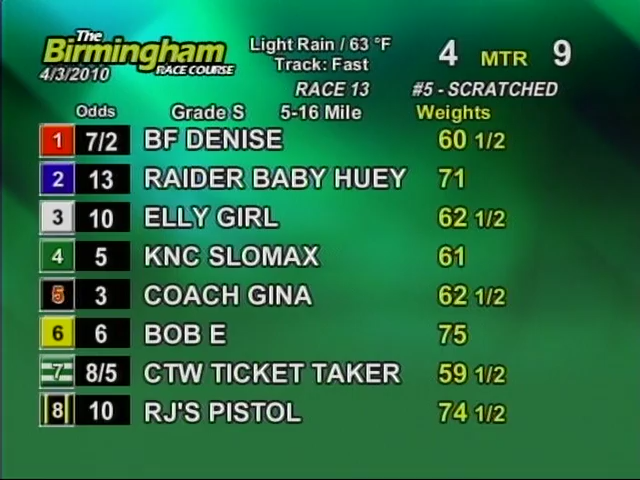 The
Birmingham
RACE COURSE
4/3/2010
Light Rain / 63 °F
Track: Fast
4 MTR 9
RACE 13 #5 - SCRATCHED
Odds Grade S 5-16 Mile Weights
1 7/2 BF DENISE 60 1/2
2 13 RAIDER BABY HUEY 71
3 10 ELLY GIRL 62 1/2
4 5 KNC SLOMAX 61
5 3 COACH GINA 62 1/2
6 6 BOB E 75
7 8/5 CTW TICKET TAKER 59 1/2
8 10 RJ'S PISTOL 74 1/2